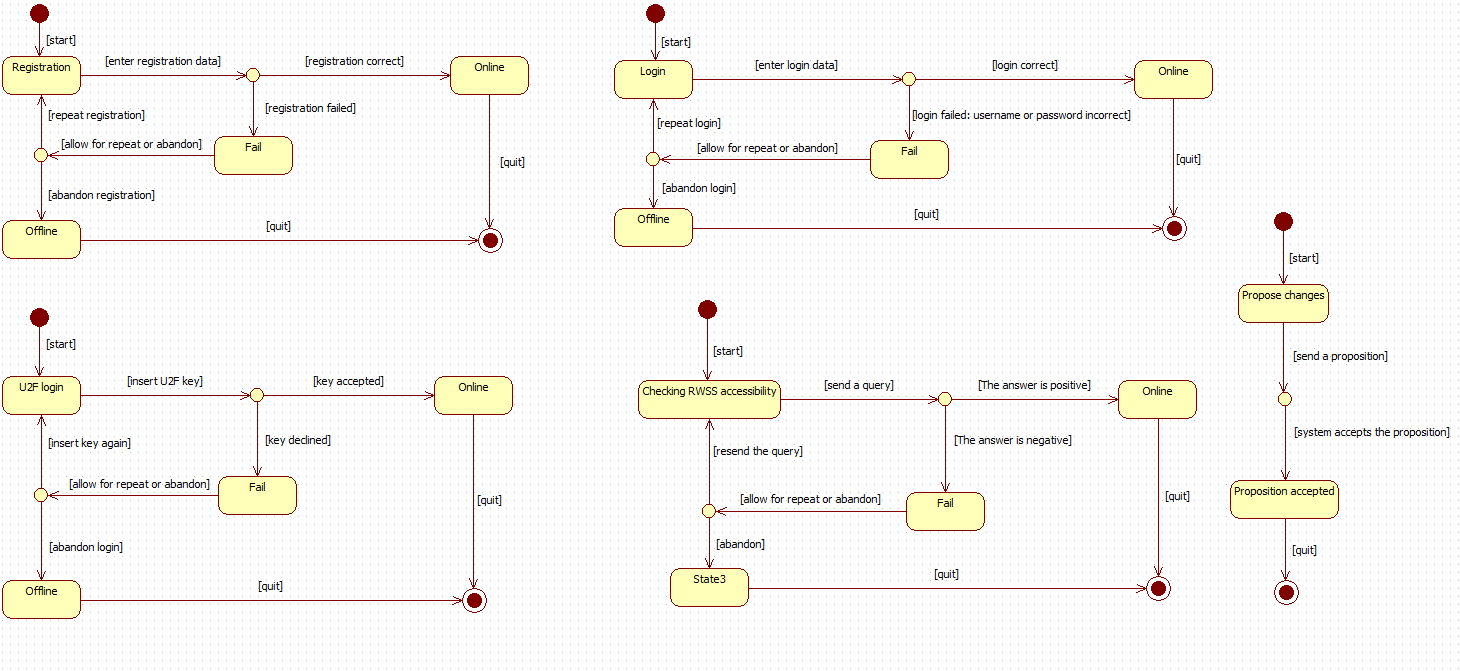 [start]
Registration
[enter registration data]
[registration correct]
Online
[registration failed]
[repeat registration]
[allow for repeat or abandon]
Fail
[quit]
[abandon registration]
Offline
[quit]
[start]
Login
[enter login data]
[login correct]
Online
[login failed: username or password incorrect]
[repeat login]
[allow for repeat or abandon]
Fail
[quit]
[abandon login]
Offline
[quit]
[start]
U2F login
[insert U2F key]
[key accepted]
Online
[key declined]
[insert key again]
[allow for repeat or abandon]
Fail
[quit]
[abandon login]
Offline
[quit]
[start]
Checking RWSS accessibility
[send a query]
[The answer is positive]
Online
[The answer is negative]
[resend the query]
[allow for repeat or abandon]
Fail
[quit]
[abandon]
State3
[quit]
[start]
Propose changes
[send a proposition]
[system accepts the proposition]
Proposition accepted
[quit]